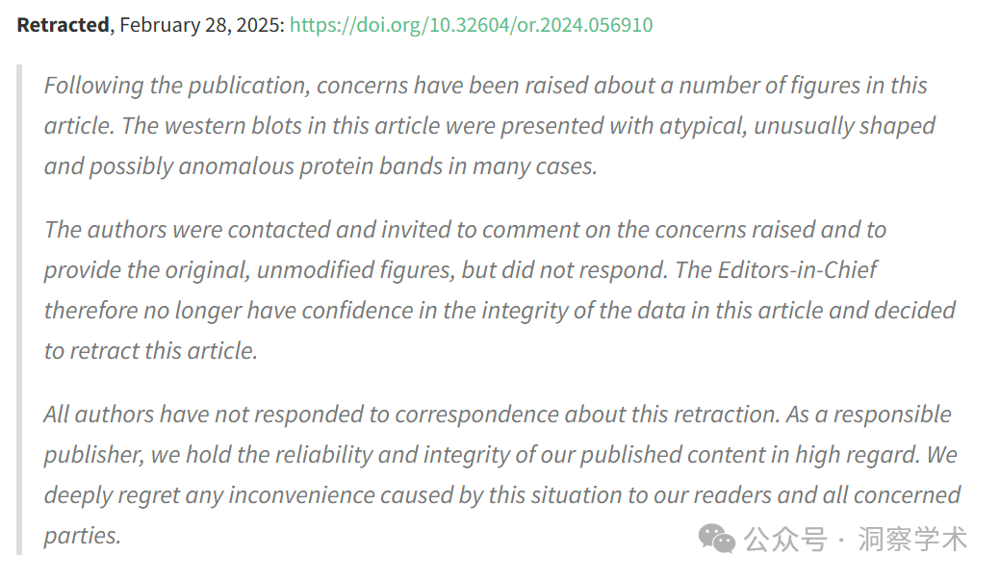 Retracted, February 28, 2025: https://doi.org/10.32604/or.2024.056910
Following the publication, concerns have been raised about a number of figures in this
article. The western blots in this article were presented with atypical, unusually shaped
and possibly anomalous protein bands in many cases.
The authors were contacted and invited to comment on the concerns raised and to
provide the original, unmodified figures, but did not respond. The Editors-in-Chief
therefore no longer have confidence in the integrity of the data in this article and decided
to retract this article.
All authors have not responded to correspondence about this retraction. As a responsible
publisher, we hold the reliability and integrity of our published content in high regard. We
deeply regret any inconvenience caused by this situation to our readers and all concerned
parties.
公众号 · 洞察学术